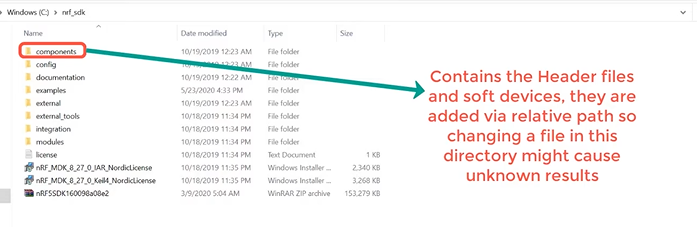 Windows (C:) › nrf_sdk
Name Date modified Type Size
components 10/19/2019 12:23 AM File folder
config 10/19/2019 12:23 AM File folder
documentation 10/19/2019 12:22 AM File folder
examples 5/23/2020 4:33 PM File folder
external 10/19/2019 12:23 AM File folder
external_tools 10/18/2019 11:34 PM File folder
integration 10/18/2019 11:34 PM File folder
modules 10/18/2019 11:34 PM File folder
license 10/18/2019 11:34 PM Text Document 1 KB
nRF_MDK_8_27_0_IAR_NordicLicense 10/18/2019 11:35 PM Windows Installer ... 2,340 KB
nRF_MDK_8_27_0_Keil4_NordicLicense 10/18/2019 11:35 PM Windows Installer ... 3,268 KB
nRF5SDK160098a08e2 3/9/2020 5:04 AM WinRAR ZIP archive 153,279 KB
Contains the Header files
and soft devices, they are
added via relative path so
changing a file in this
directory might cause
unknown results